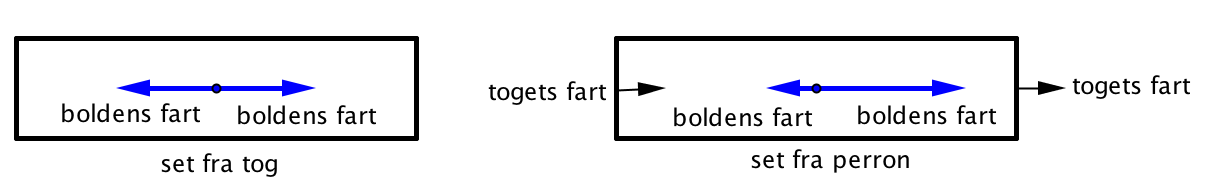 boldens fart
boldens fart
set fra tog
togets fart
boldens fart
boldens fart
togets fart
set fra perron